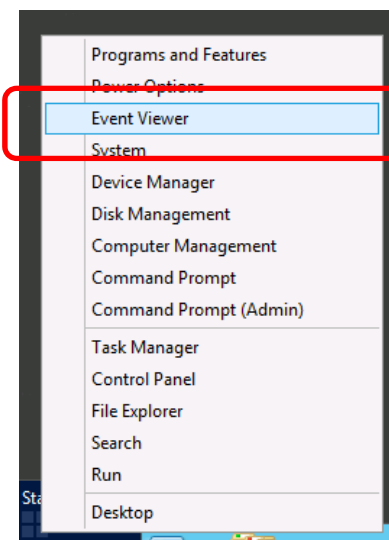 Programs and Features
Power Options
Event Viewer
System
Device Manager
Disk Management
Computer Management
Command Prompt
Command Prompt (Admin)
Task Manager
Control Panel
File Explorer
Search
Run
Sta
Desktop